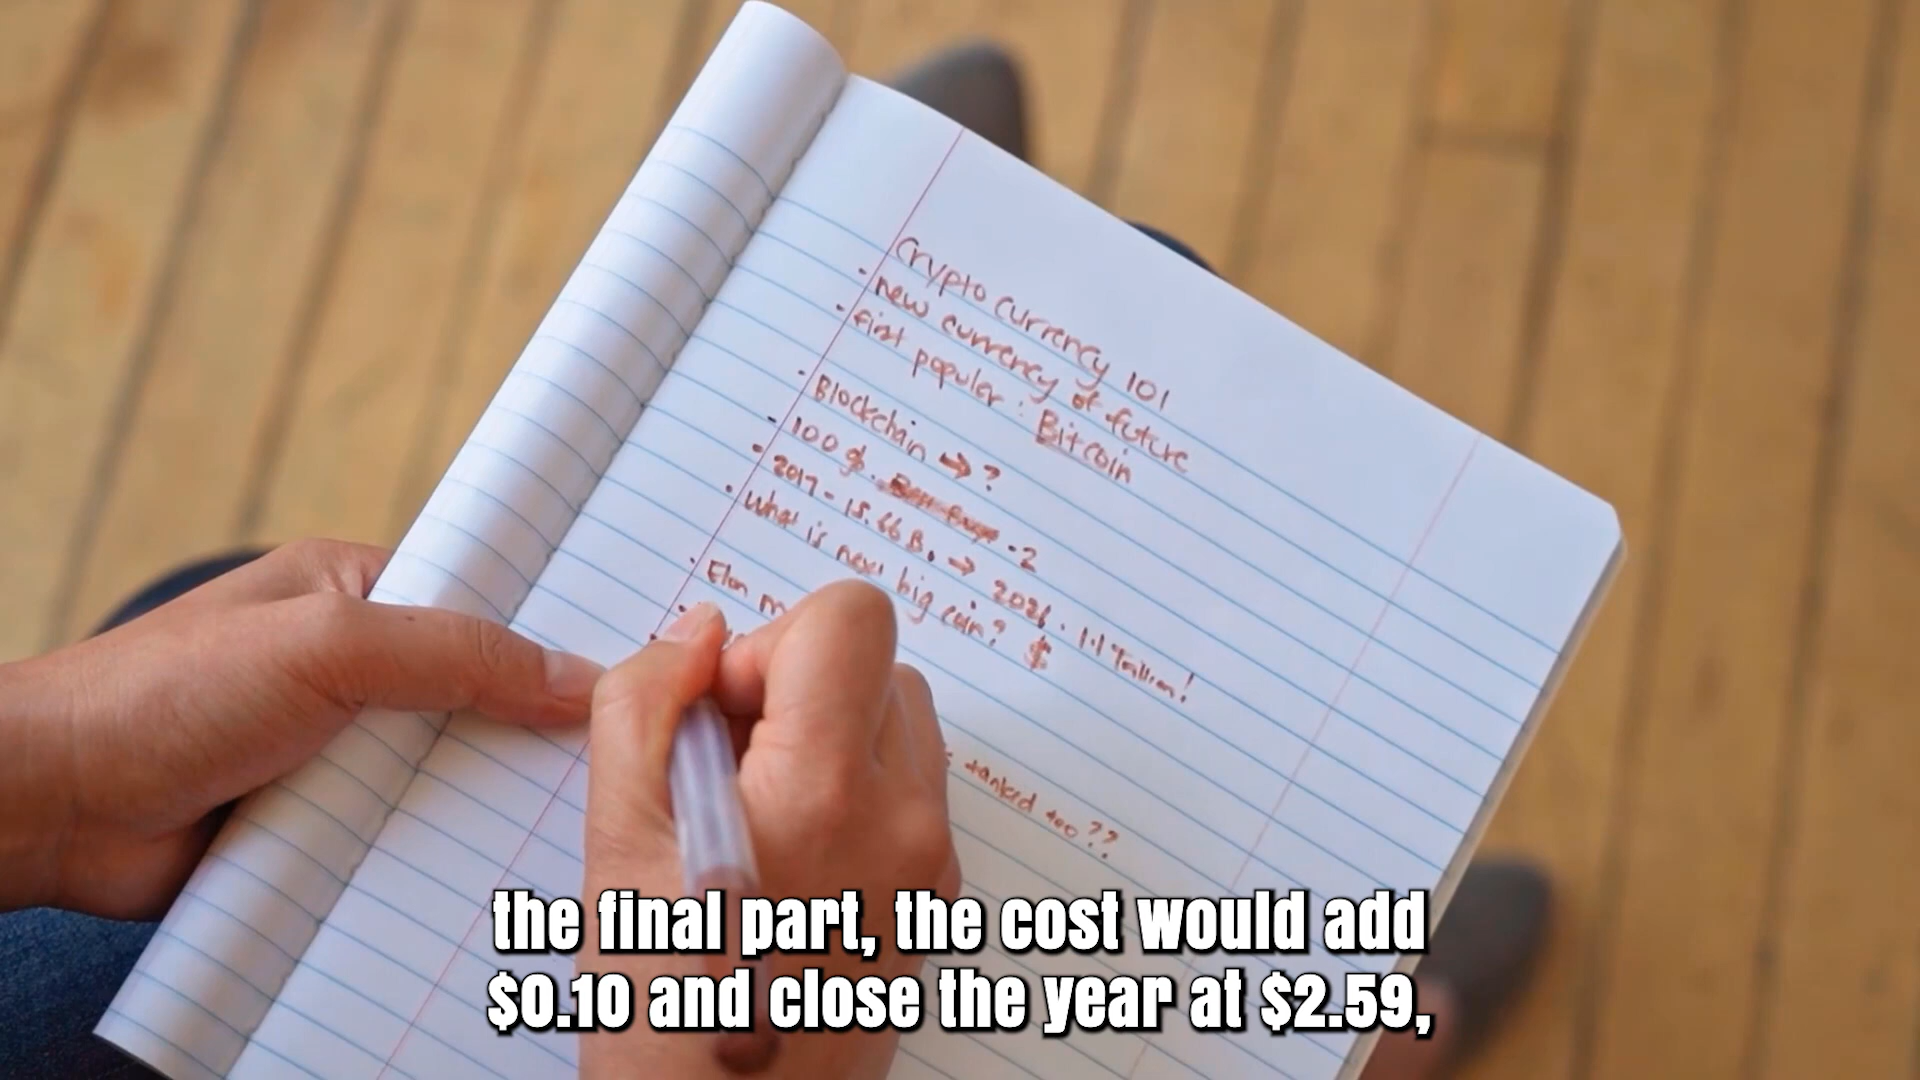 Crypto Currency 101
• new currency of future
• first popular : Bitcoin
• Blockchain → ?
• 100 $ • 2
• 2017 - 15.66 B. → 2021 • 1.1 Trillion!
• What is next big coin? $
• Elon m
tanked too ??
the final part, the cost would add
$0.10 and close the year at $2.59,